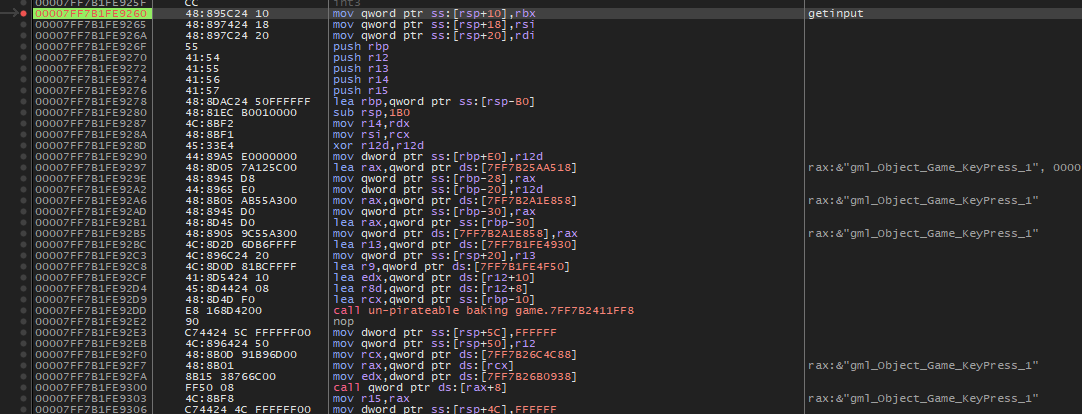 00007FF7B1FE925F CC int3
00007FF7B1FE9260 48:895C24 10 mov qword ptr ss:[rsp+10],rbx getinput
00007FF7B1FE9265 48:897424 18 mov qword ptr ss:[rsp+18],rsi
00007FF7B1FE926A 48:897C24 20 mov qword ptr ss:[rsp+20],rdi
00007FF7B1FE926F 55 push rbp
00007FF7B1FE9270 41:54 push r12
00007FF7B1FE9272 41:55 push r13
00007FF7B1FE9274 41:56 push r14
00007FF7B1FE9276 41:57 push r15
00007FF7B1FE9278 48:8DAC24 50FFFFFF lea rbp,qword ptr ss:[rsp-B0]
00007FF7B1FE9280 48:81EC B0010000 sub rsp,1B0
00007FF7B1FE9287 4C:8BF2 mov r14,rdx
00007FF7B1FE928A 48:8BF1 mov rsi,rcx
00007FF7B1FE928D 45:33E4 xor r12d,r12d
00007FF7B1FE9290 44:89A5 E0000000 mov dword ptr ss:[rbp+E0],r12d
00007FF7B1FE9297 48:8D05 7A125C00 lea rax,qword ptr ds:[7FF7B25AA518] rax:&"gml_Object_Game_KeyPress_1", 0000
00007FF7B1FE929E 48:8945 D8 mov qword ptr ss:[rbp-28],rax
00007FF7B1FE92A2 44:8965 E0 mov dword ptr ss:[rbp-20],r12d
00007FF7B1FE92A6 48:8B05 AB55A300 mov rax,qword ptr ds:[7FF7B2A1E858] rax:&"gml_Object_Game_KeyPress_1"
00007FF7B1FE92AD 48:8945 D0 mov qword ptr ss:[rbp-30],rax
00007FF7B1FE92B1 48:8D45 D0 lea rax,qword ptr ss:[rbp-30]
00007FF7B1FE92B5 48:8905 9C55A300 mov qword ptr ds:[7FF7B2A1E858],rax rax:&"gml_Object_Game_KeyPress_1"
00007FF7B1FE92BC 4C:8D2D 6DB6FFFF lea r13,qword ptr ds:[7FF7B1FE4930]
00007FF7B1FE92C3 4C:896C24 20 mov qword ptr ss:[rsp+20],r13
00007FF7B1FE92C8 4C:8D0D 81BCFFFF lea r9,qword ptr ds:[7FF7B1FE4F50]
00007FF7B1FE92CF 41:8D5424 10 lea edx,qword ptr ds:[r12+10]
00007FF7B1FE92D4 45:8D4424 08 lea r8d,qword ptr ds:[r12+8]
00007FF7B1FE92D9 48:8D4D F0 lea rcx,qword ptr ss:[rbp-10]
00007FF7B1FE92DD E8 168D4200 call un-pirateable baking game.7FF7B2411FF8
00007FF7B1FE92E2 90 nop
00007FF7B1FE92E3 C74424 5C FFFFFF00 mov dword ptr ss:[rsp+5C],FFFFFF
00007FF7B1FE92EB 4C:896424 50 mov qword ptr ss:[rsp+50],r12
00007FF7B1FE92F0 48:8B0D 91B96D00 mov rcx,qword ptr ds:[7FF7B26C4C88]
00007FF7B1FE92F7 48:8B01 mov rax,qword ptr ds:[rcx] rax:&"gml_Object_Game_KeyPress_1"
00007FF7B1FE92FA 8B15 38766C00 mov edx,dword ptr ds:[7FF7B26B0938]
00007FF7B1FE9300 FF50 08 call qword ptr ds:[rax+8]
00007FF7B1FE9303 4C:8BF8 mov r15,rax rax:&"gml_Object_Game_KeyPress_1"
00007FF7B1FE9306 C74424 4C FFFFFF00 mov dword ptr ss:[rsp+4C],FFFFFF